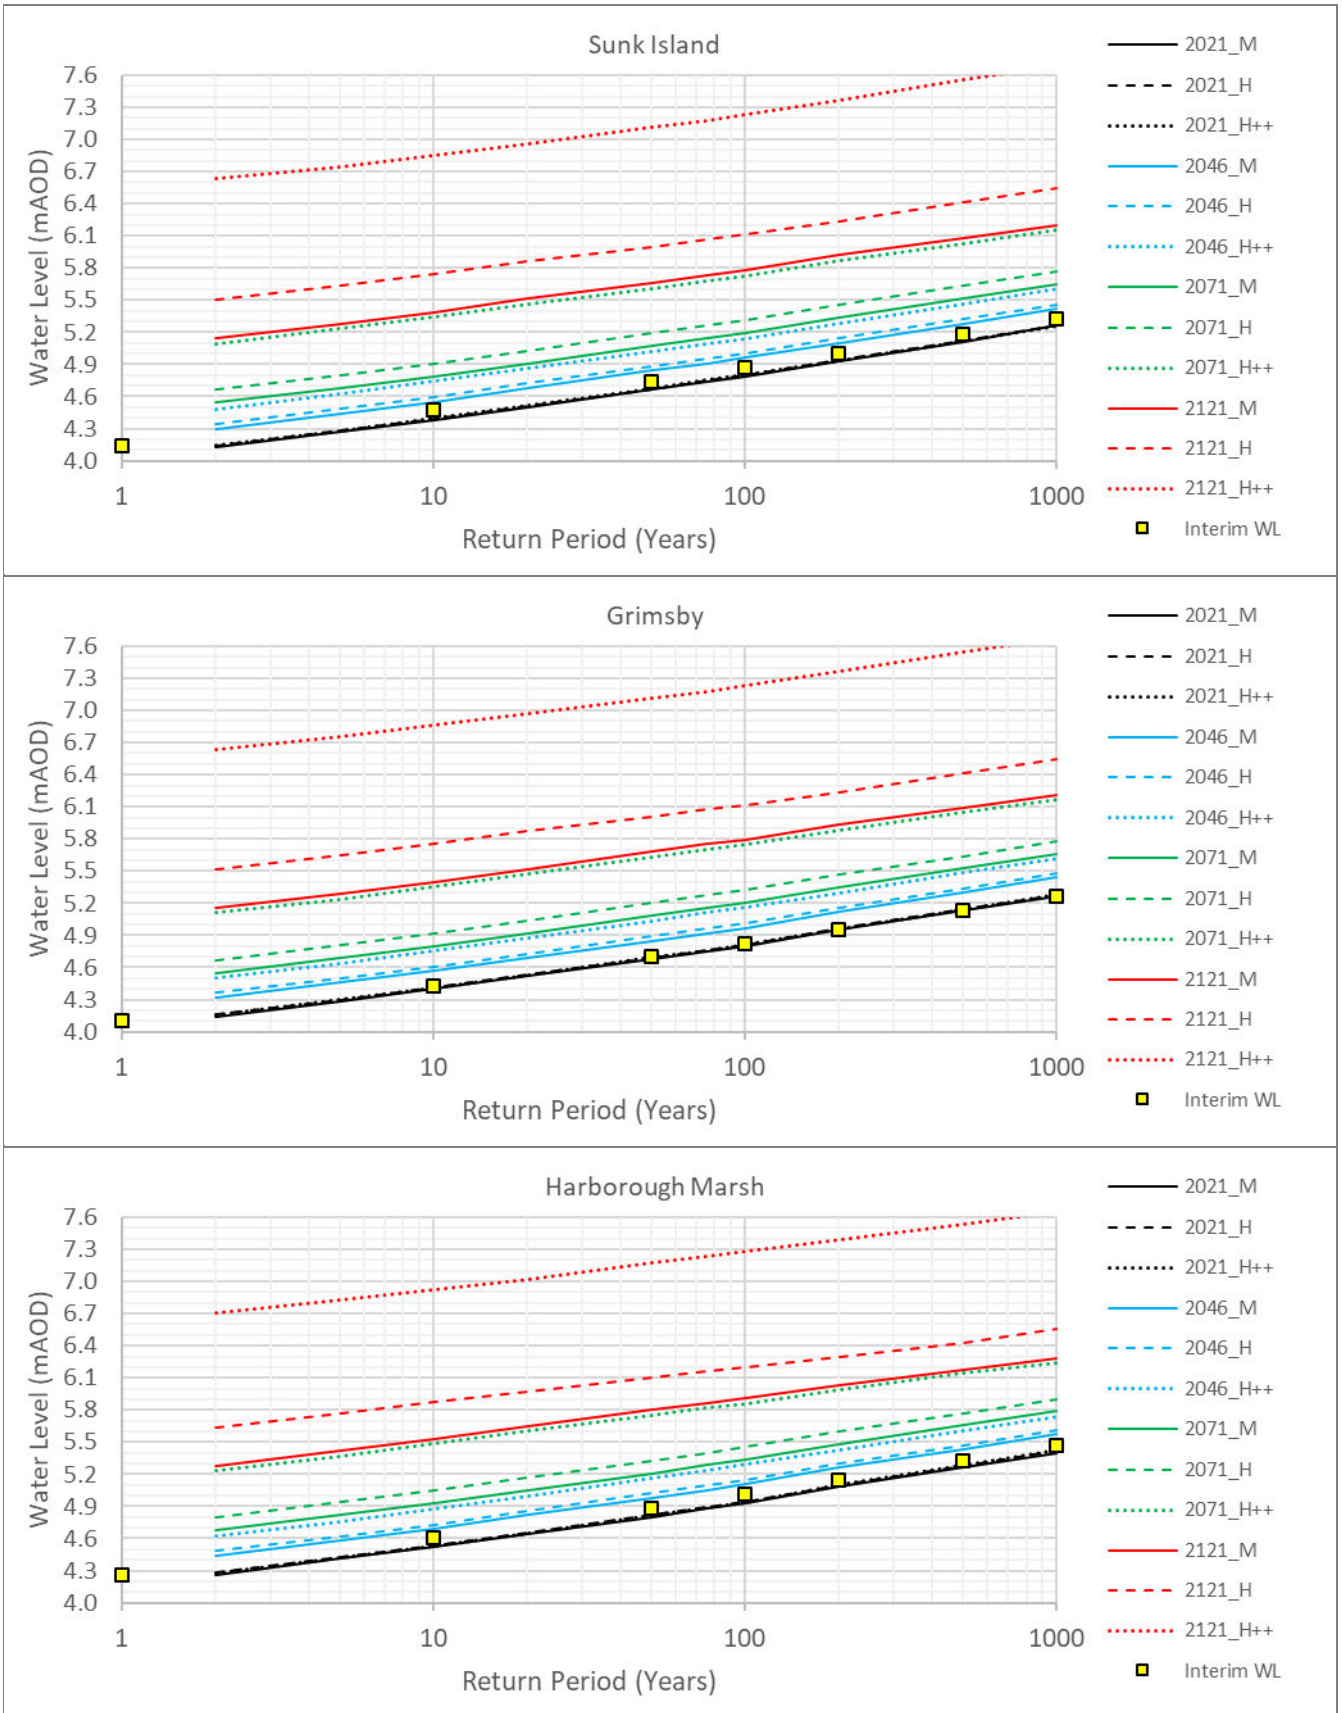 Sunk Island
Water Level (mAOD)
7.6
7.3
7.0
6.7
6.4
6.1
5.8
5.5
5.2
4.9
4.6
4.3
4.0
1 10 100 1000
Return Period (Years)
2021_M
2021_H
2021_H++
2046_M
2046_H
2046_H++
2071_M
2071_H
2071_H++
2121_M
2121_H
2121_H++
Interim WL
Grimsby
Water Level (mAOD)
7.6
7.3
7.0
6.7
6.4
6.1
5.8
5.5
5.2
4.9
4.6
4.3
4.0
1 10 100 1000
Return Period (Years)
2021_M
2021_H
2021_H++
2046_M
2046_H
2046_H++
2071_M
2071_H
2071_H++
2121_M
2121_H
2121_H++
Interim WL
Harborough Marsh
Water Level (mAOD)
7.6
7.3
7.0
6.7
6.4
6.1
5.8
5.5
5.2
4.9
4.6
4.3
4.0
1 10 100 1000
Return Period (Years)
2021_M
2021_H
2021_H++
2046_M
2046_H
2046_H++
2071_M
2071_H
2071_H++
2121_M
2121_H
2121_H++
Interim WL